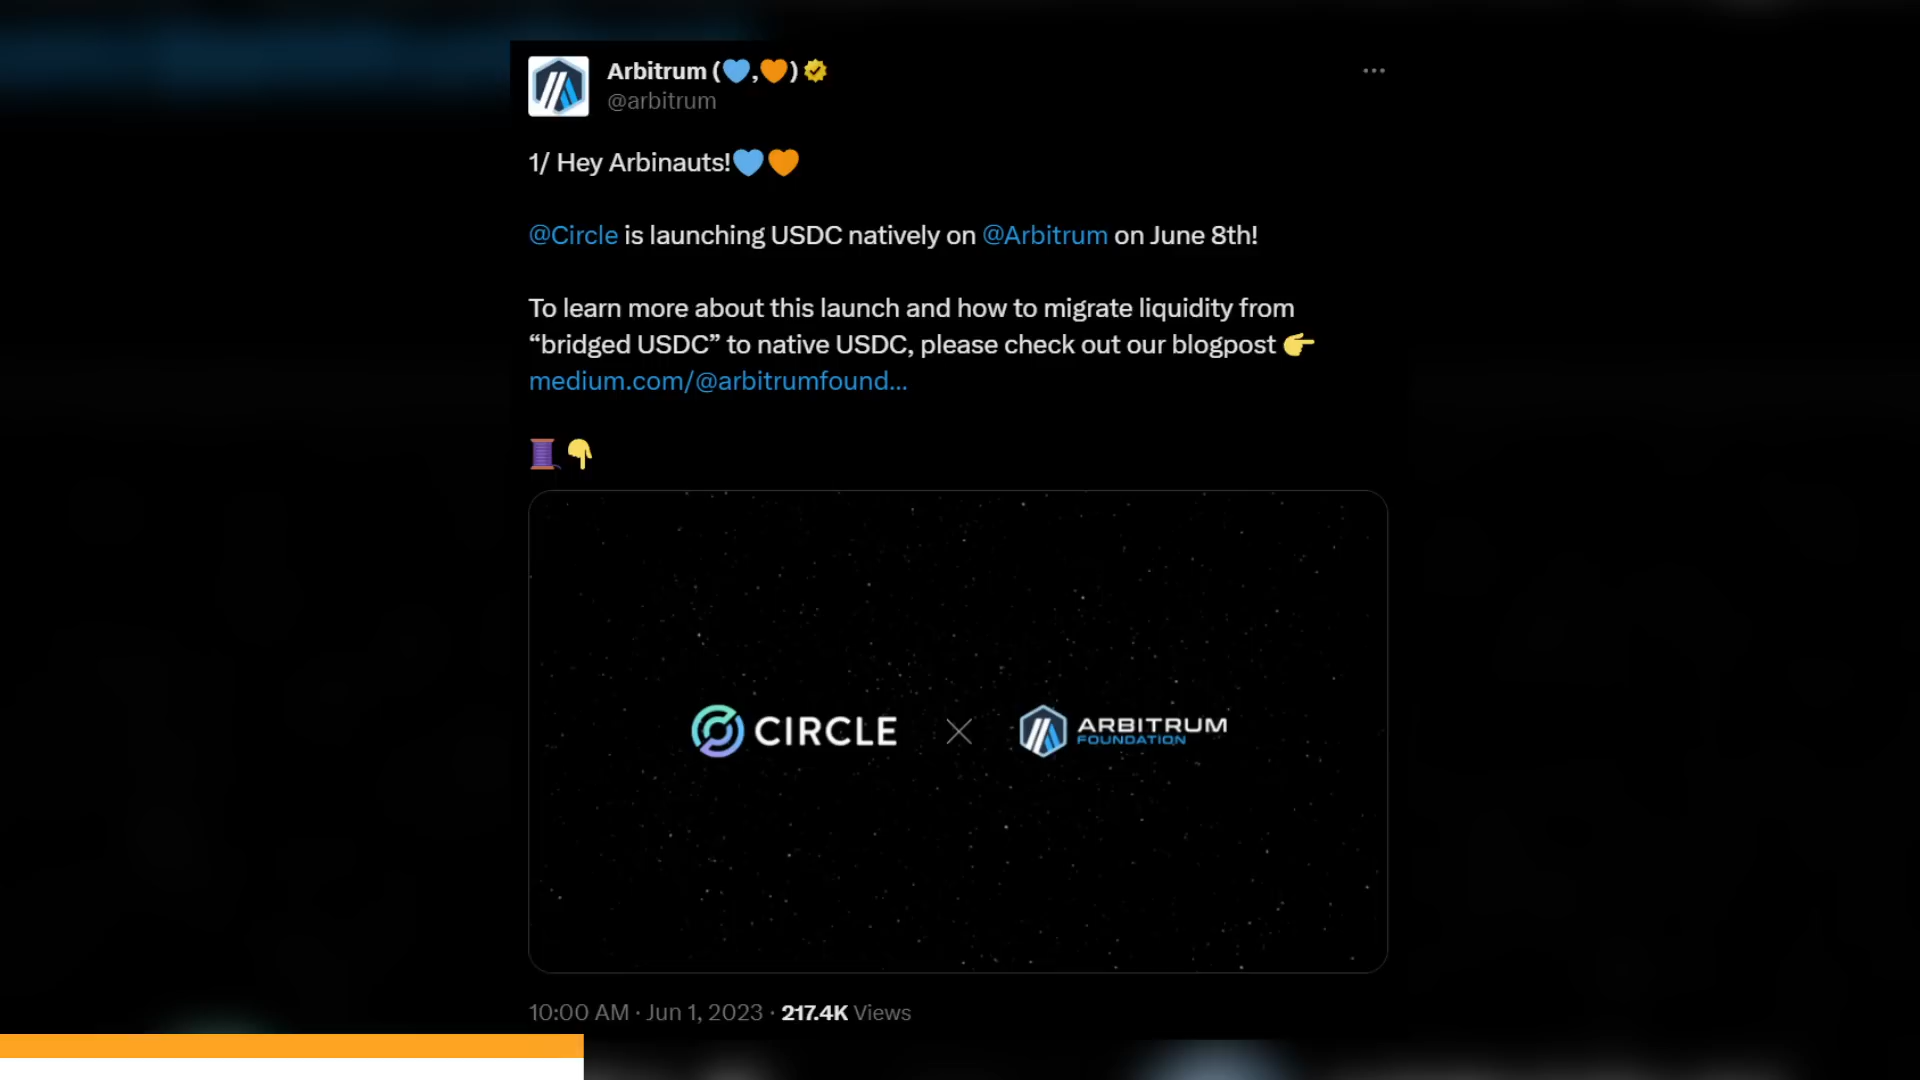 Arbitrum (💙,🧡)
@arbitrum
1/ Hey Arbinauts!💙🧡
@Circle is launching USDC natively on @Arbitrum on June 8th!
To learn more about this launch and how to migrate liquidity from
“bridged USDC” to native USDC, please check out our blogpost 👉
medium.com/@arbitrumfound...
🧵👇
CIRCLE
ARBITRUM
FOUNDATION
10:00 AM · Jun 1, 2023 · 217.4K Views